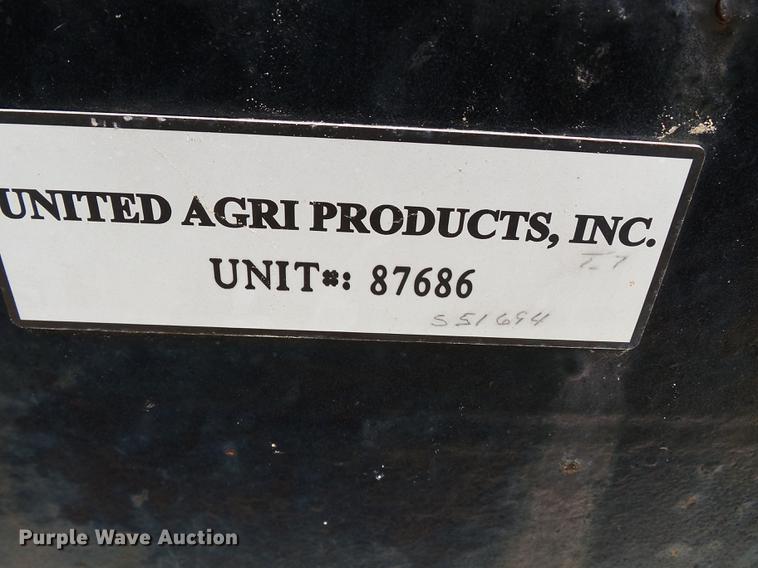 UNITED AGRI PRODUCTS, INC.
T-7
UNIT#: 87686
S51694
Purple Wave Auction